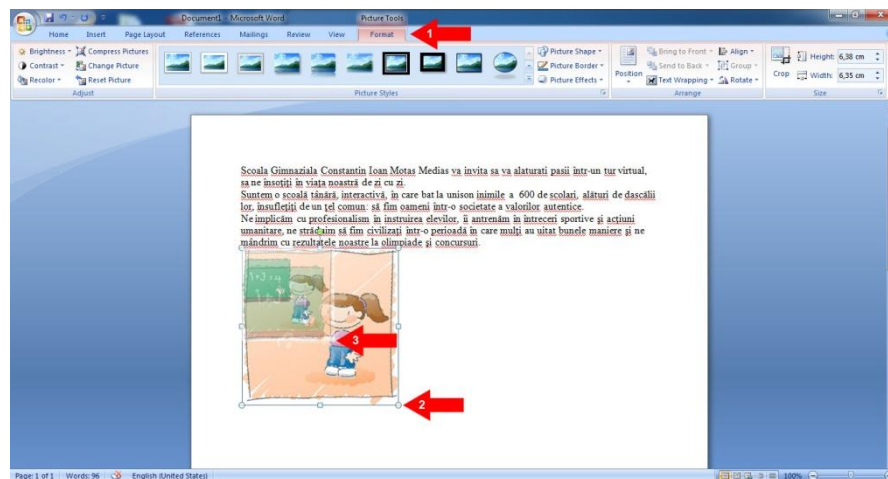 Document1 - Microsoft Word Picture Tools
Home Insert Page Layout References Mailings Review View Format 1
Brightness Compress Pictures
Contrast Change Picture
Recolor Reset Picture
Adjust
Picture Shape
Picture Border
Picture Effects
Picture Styles
Position
Bring to Front
Send to Back
Text Wrapping
Align
Group
Rotate
Arrange
Crop
Height: 6,38 cm
Width: 6,35 cm
Size
Scoala Gimnaziala Constantin Ioan Motas Medias va invita sa va alaturati pasii într-un tur virtual,
sa ne însoțiți în viața noastră de zi cu zi.
Suntem o școală tânără, interactivă, în care bat la unison inimile a 600 de școlari, alături de dascălii
lor, însuflețiți de un țel comun: să fim oameni într-o societate a valorilor autentice.
Ne implicăm cu profesionalism în instruirea elevilor, îi antrenăm în întreceri sportive și acțiuni
umanitare, ne străduim să fim civilizați într-o perioadă în care mulți au uitat bunele maniere și ne
mândrim cu rezultatele noastre la olimpiade și concursuri.
1+3=4
3
2
Page: 1 of 1 Words: 96 English (United States) 100%